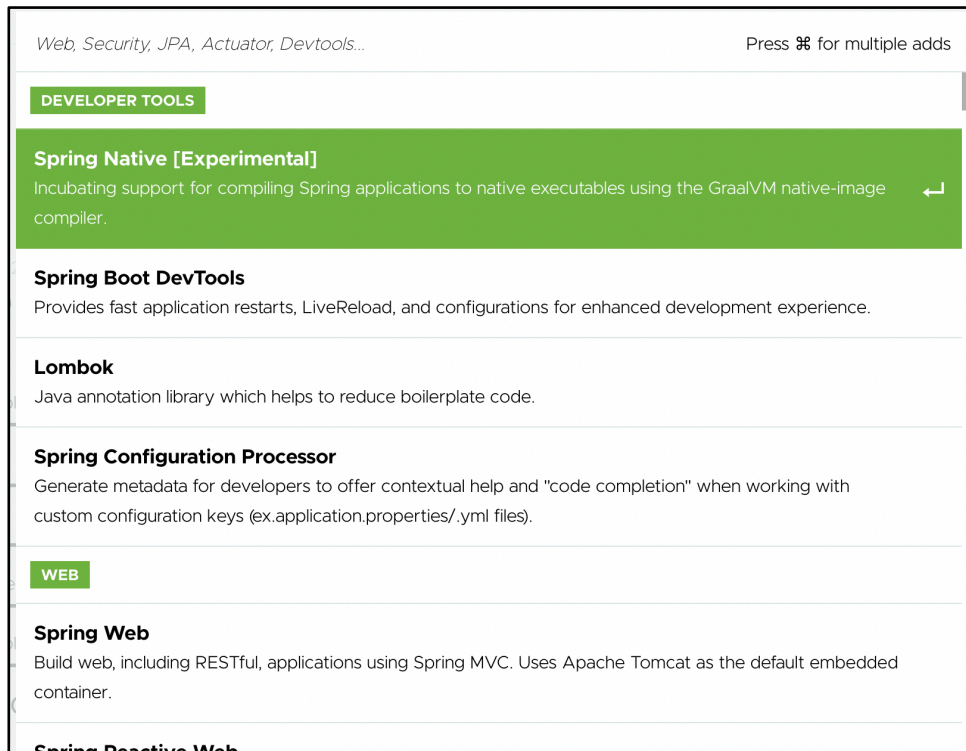 Web, Security, JPA, Actuator, Devtools...
Press ⌘ for multiple adds
DEVELOPER TOOLS
Spring Native [Experimental]
Incubating support for compiling Spring applications to native executables using the GraalVM native-image
compiler.
Spring Boot DevTools
Provides fast application restarts, LiveReload, and configurations for enhanced development experience.
Lombok
Java annotation library which helps to reduce boilerplate code.
Spring Configuration Processor
Generate metadata for developers to offer contextual help and "code completion" when working with
custom configuration keys (ex.application.properties/.yml files).
WEB
Spring Web
Build web, including RESTful, applications using Spring MVC. Uses Apache Tomcat as the default embedded
container.
Spring Reactive Web